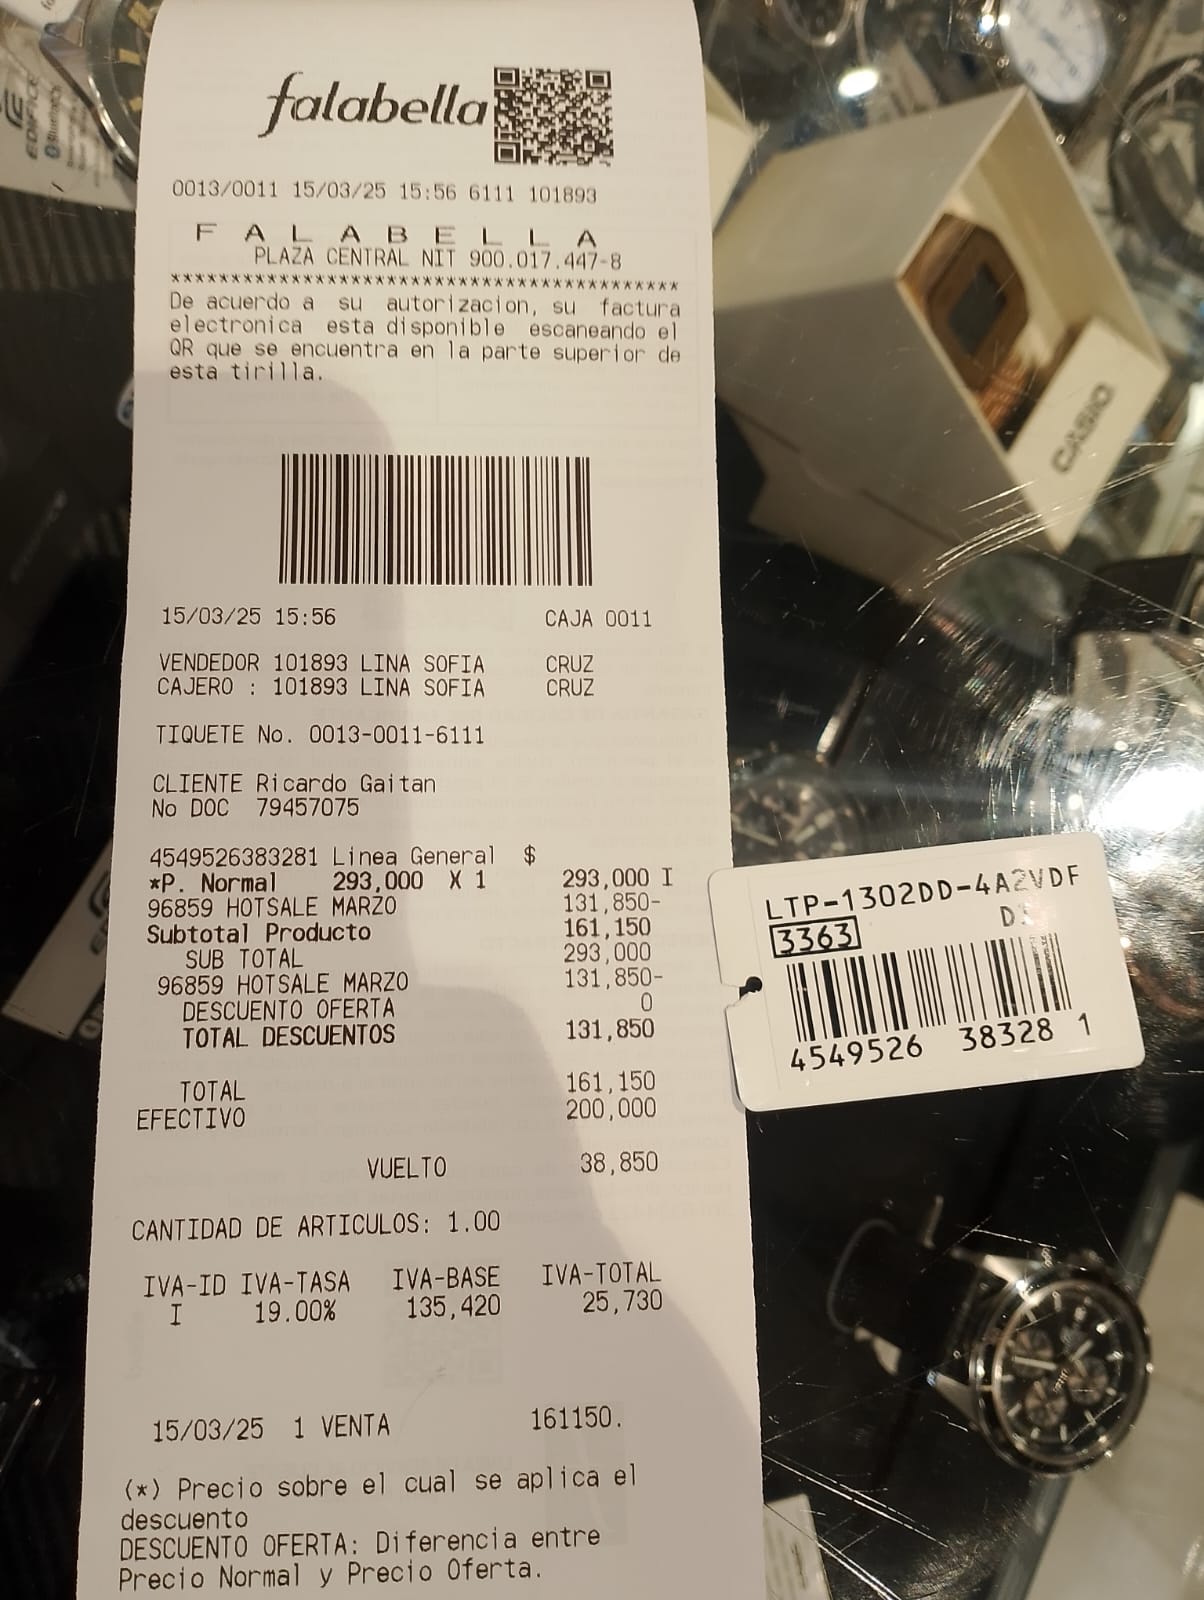 falabella
0013/0011 15/03/25 15:56 6111 101893
F A L A B E L L A
PLAZA CENTRAL NIT 900.017.447-8
******************************************
De acuerdo a su autorizacion, su factura
electronica esta disponible escaneando el
QR que se encuentra en la parte superior de
esta tirilla.
15/03/25 15:56 CAJA 0011
VENDEDOR 101893 LINA SOFIA CRUZ
CAJERO : 101893 LINA SOFIA CRUZ
TIQUETE No. 0013-0011-6111
CLIENTE Ricardo Gaitan
No DOC 79457075
4549526383281 Linea General $
*P. Normal 293,000 X 1 293,000 I
96859 HOTSALE MARZO 131,850-
Subtotal Producto 161,150
SUB TOTAL 293,000
96859 HOTSALE MARZO 131,850-
DESCUENTO OFERTA 0
TOTAL DESCUENTOS 131,850
TOTAL 161,150
EFECTIVO 200,000
VUELTO 38,850
CANTIDAD DE ARTICULOS: 1.00
IVA-ID IVA-TASA IVA-BASE IVA-TOTAL
I 19.00% 135,420 25,730
15/03/25 1 VENTA 161150.
(*) Precio sobre el cual se aplica el
descuento
DESCUENTO OFERTA: Diferencia entre
Precio Normal y Precio Oferta.
LTP-1302DD-4A2VDF
3363
4549526 38328 1
CASIO
EDIFICE
Bluetooth